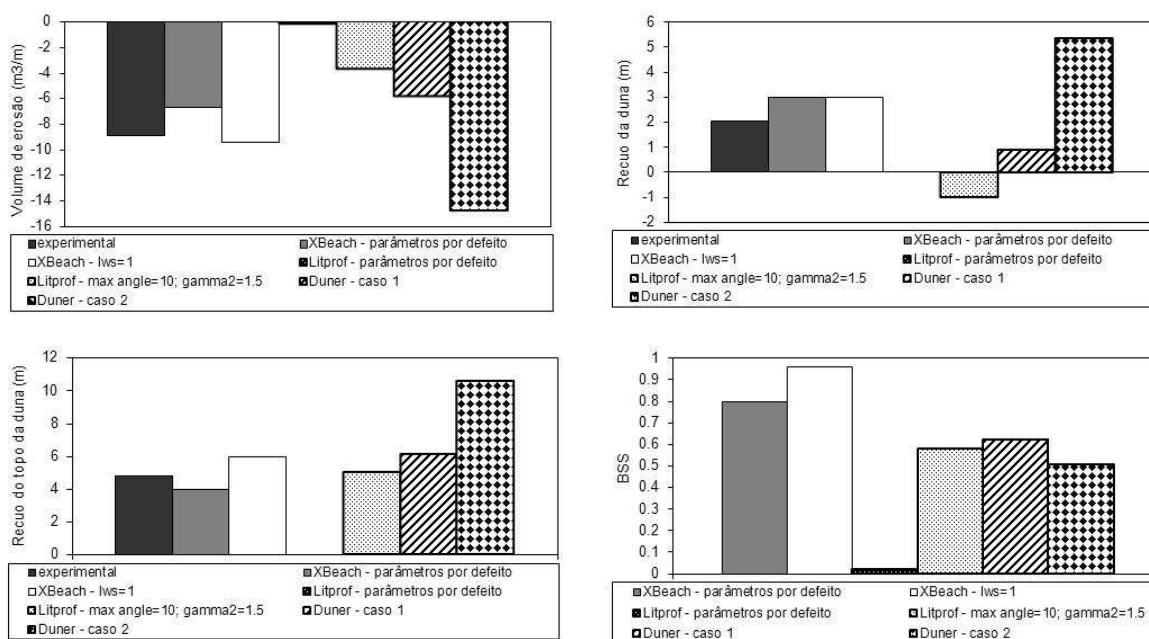 Volume de erosão (m3/m)
0
-2
-4
-6
-8
-10
-12
-14
-16
experimental
XBeach - parâmetros por defeito
XBeach - lws=1
Litprof - parâmetros por defeito
Litprof - max angle=10; gamma2=1.5
Duner - caso 1
Duner - caso 2
Recuo da duna (m)
6
5
4
3
2
1
0
-1
-2
experimental
XBeach - parâmetros por defeito
XBeach - lws=1
Litprof - parâmetros por defeito
Litprof - max angle=10; gamma2=1.5
Duner - caso 1
Duner - caso 2
Recuo do topo da duna (m)
12
10
8
6
4
2
0
experimental
XBeach - parâmetros por defeito
XBeach - lws=1
Litprof - parâmetros por defeito
Litprof - max angle=10; gamma2=1.5
Duner - caso 1
Duner - caso 2
BSS
1
0.9
0.8
0.7
0.6
0.5
0.4
0.3
0.2
0.1
0
XBeach - parâmetros por defeito
XBeach - lws=1
Litprof - parâmetros por defeito
Litprof - max angle=10; gamma2=1.5
Duner - caso 1
Duner - caso 2